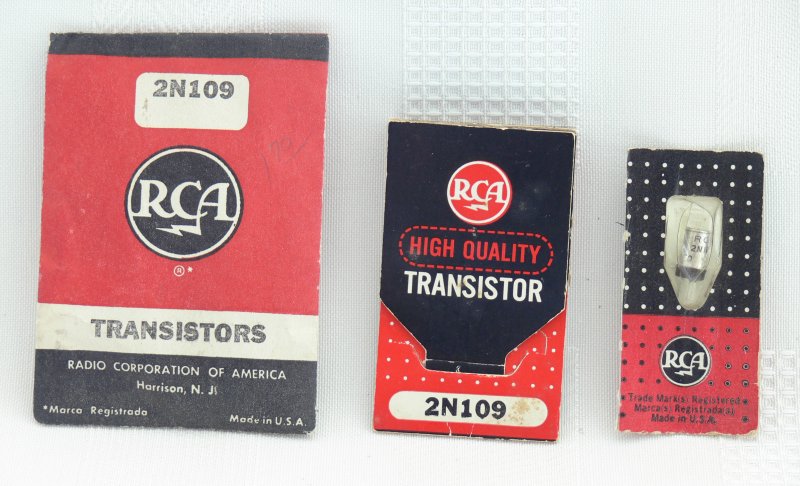 2N109
RCA
®*
TRANSISTORS
RADIO CORPORATION OF AMERICA
Harrison, N. J.
*Marca Registrada
Made in U.S.A.
RCA
HIGH QUALITY
TRANSISTOR
2N109
RCA
Trade Mark(s) Registered
Marca(s) Registrada(s)
Made in U.S.A.